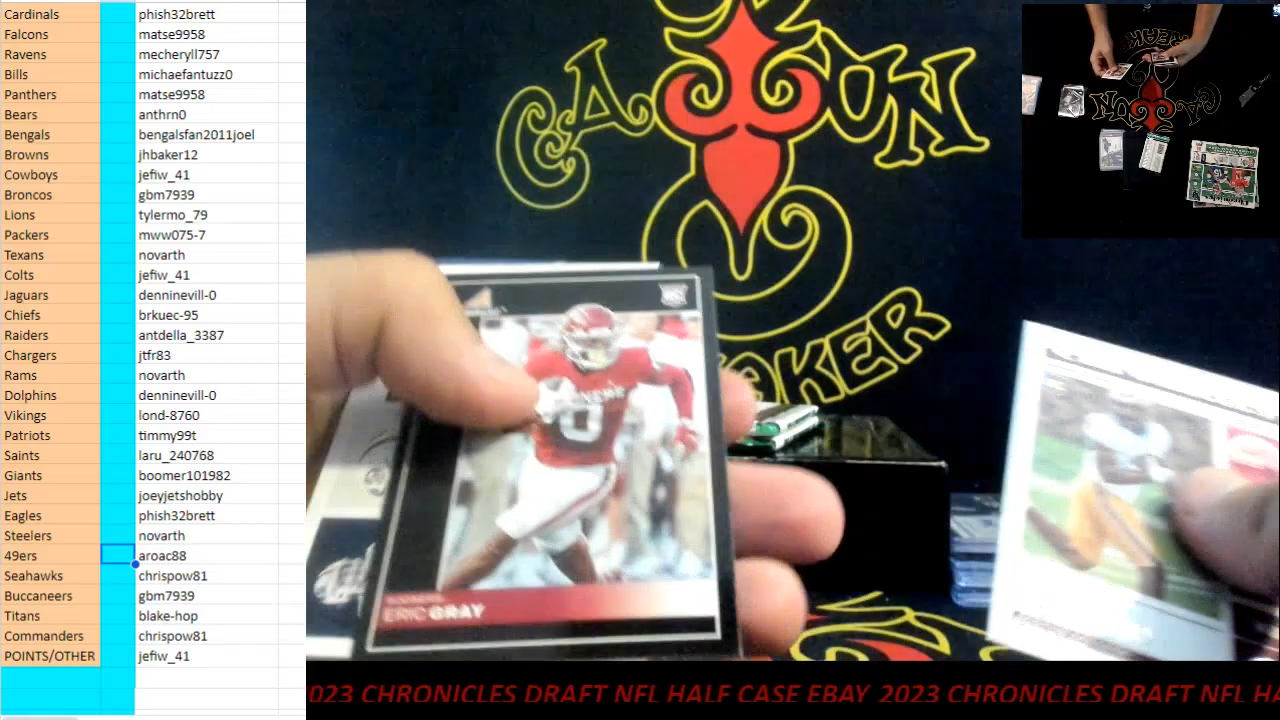 Cardinals phish32brett
Falcons matse9958
Ravens mecheryll757
Bills michaefantuzz0
Panthers matse9958
Bears anthrn0
Bengals bengalsfan2011joel
Browns jhbaker12
Cowboys jefiw_41
Broncos gbm7939
Lions tylermo_79
Packers mww075-7
Texans novarth
Colts jefiw_41
Jaguars denninevill-0
Chiefs brkuec-95
Raiders antdella_3387
Chargers jtfr83
Rams novarth
Dolphins denninevill-0
Vikings lond-8760
Patriots timmy99t
Saints laru_240768
Giants boomer101982
Jets joeyjetshobby
Eagles phish32brett
Steelers novarth
49ers aroac88
Seahawks chrispow81
Buccaneers gbm7939
Titans blake-hop
Commanders chrispow81
POINTS/OTHER jefiw_41
CAJUN
ERIC GRAY
2023 CHRONICLES DRAFT NFL HALF CASE EBAY 2023 CHRONICLES DRAFT NFL HA